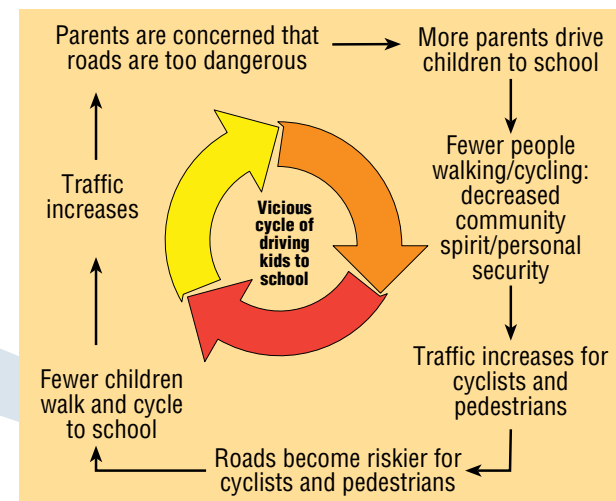 Parents are concerned that
roads are too dangerous
More parents drive
children to school
Fewer people
walking/cycling:
decreased
community
spirit/personal
security
Traffic increases for
cyclists and
pedestrians
Roads become riskier for
cyclists and pedestrians
Fewer children
walk and cycle
to school
Traffic
increases
Vicious
cycle of
driving
kids to
school